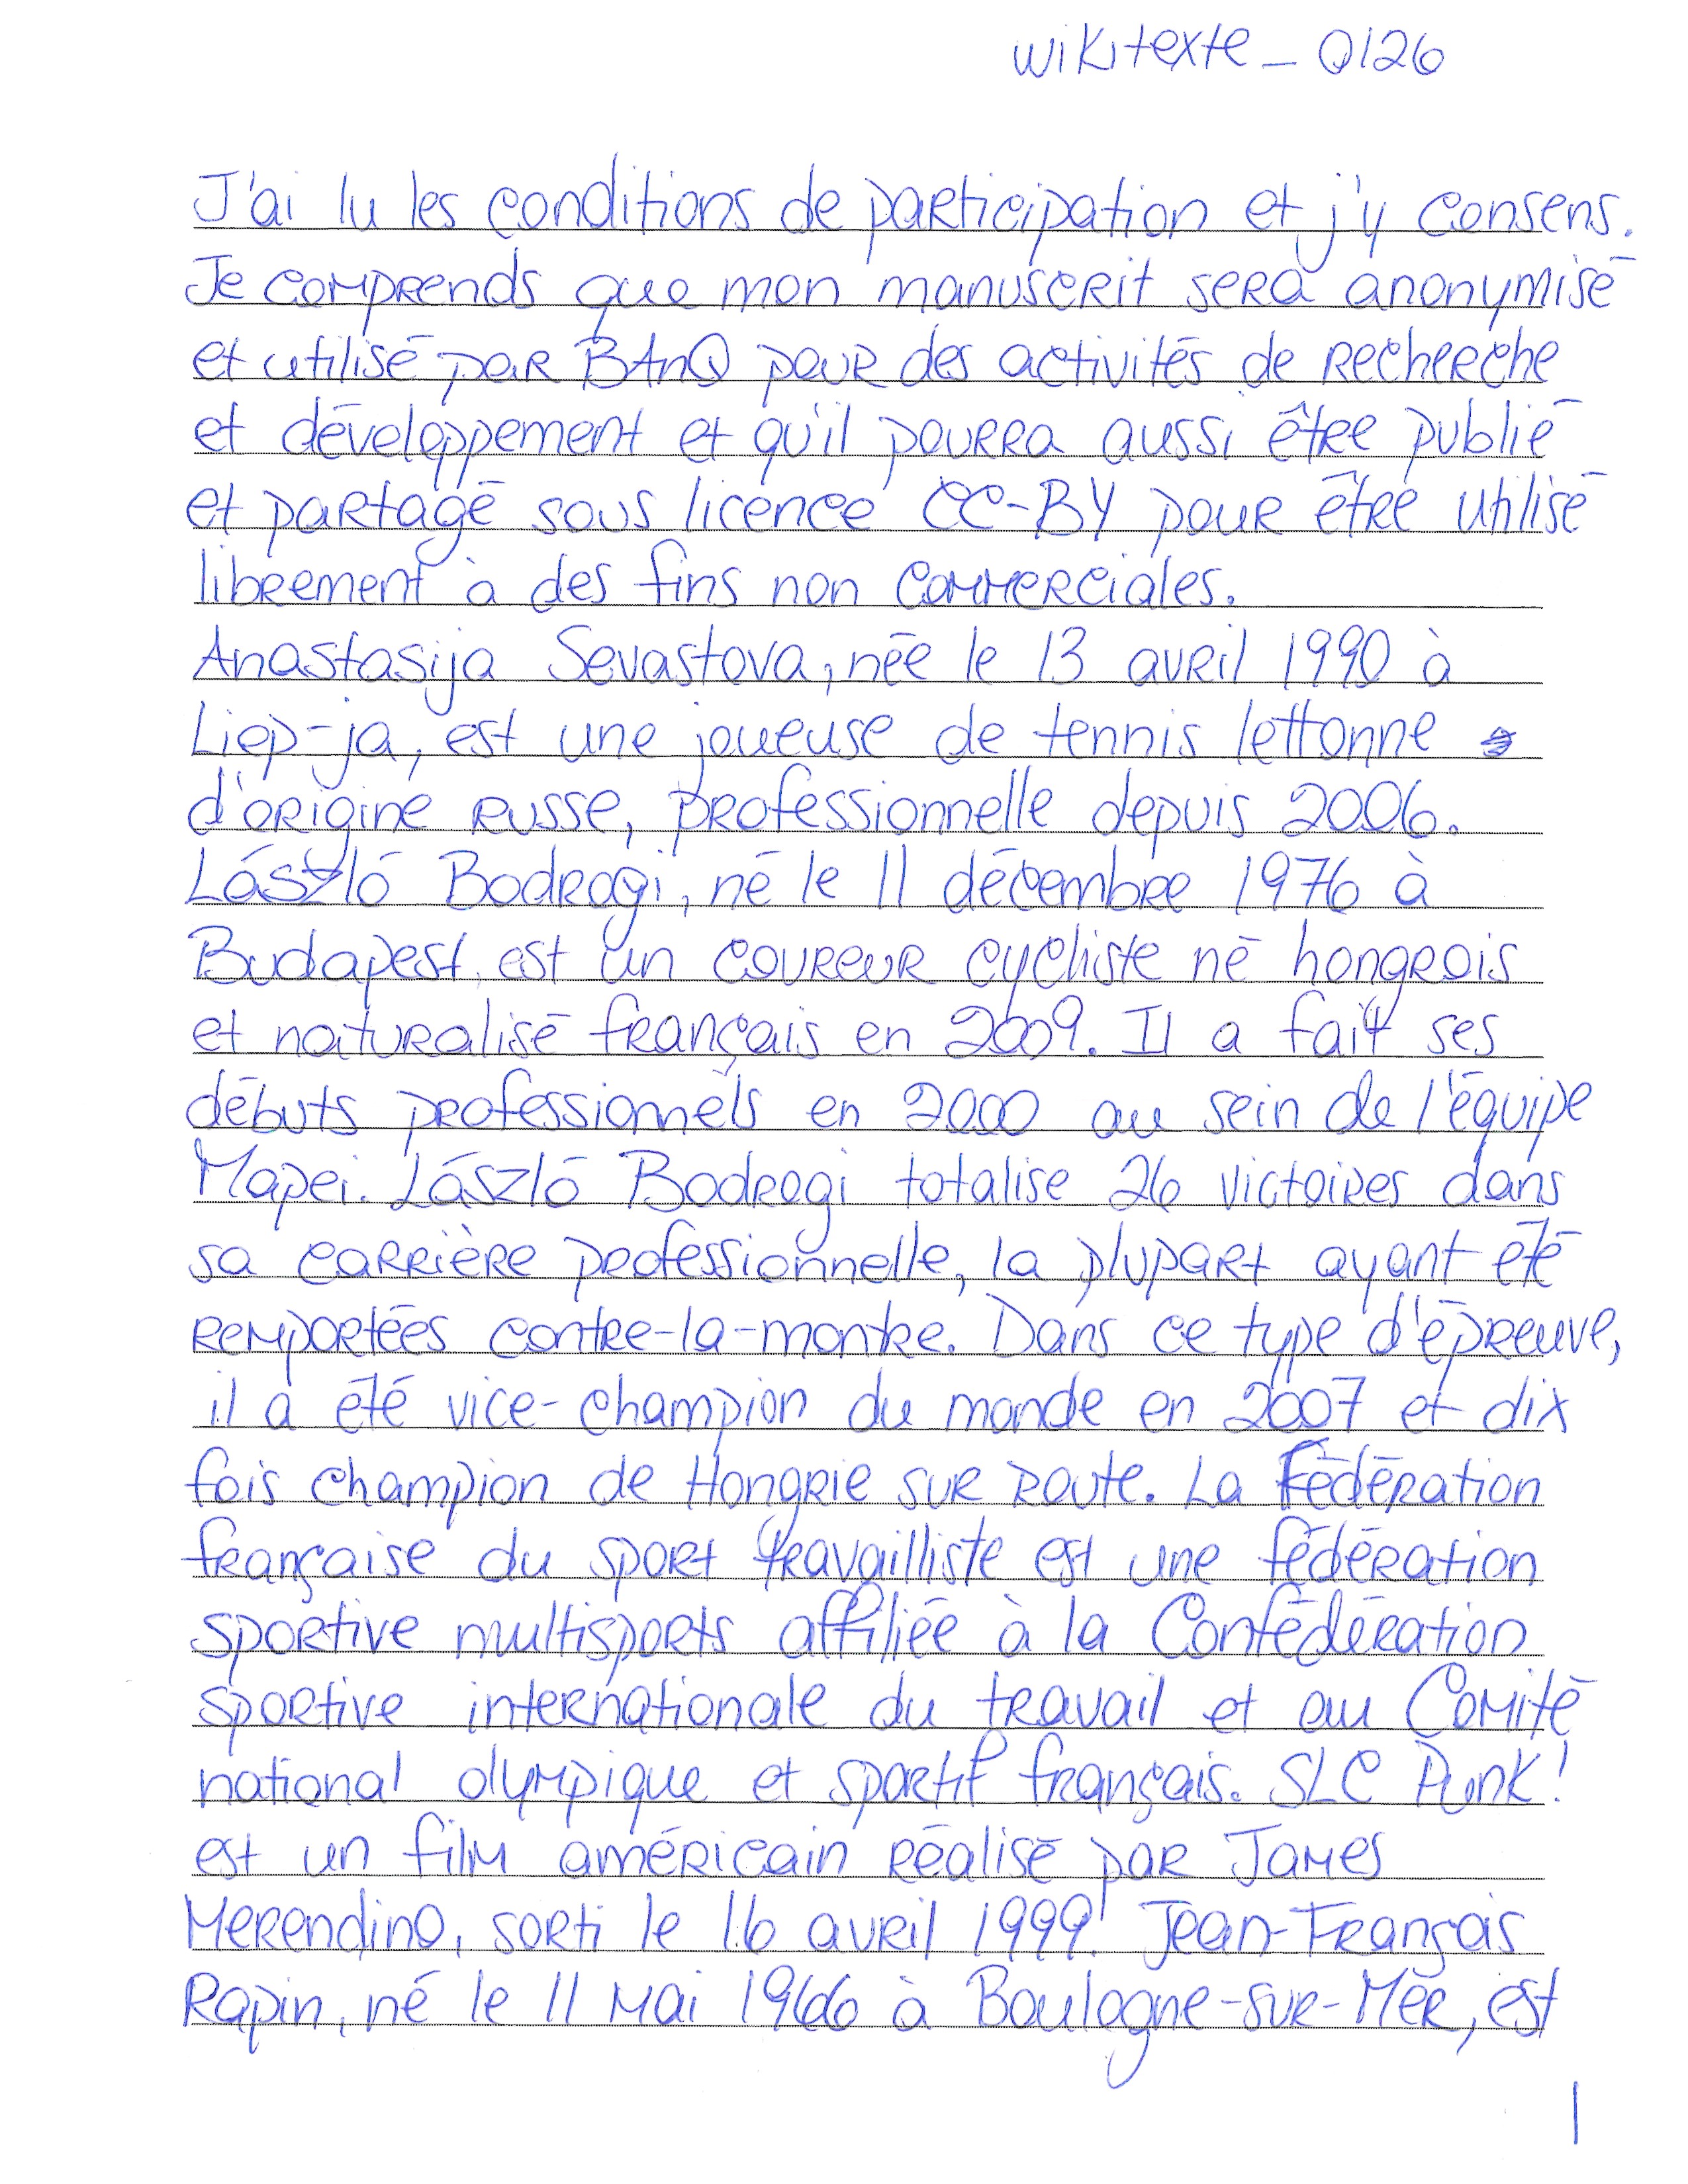 wikitexte_0126
J'ai lu les conditions de participation et j'y consens.
Je comprends que mon manuscrit sera anonymisé
et utilisé par BAnQ pour des activités de recherche
et développement et qu'il pourra aussi être publié
et partagé sous licence CC-BY pour être utilisé
librement à des fins non commerciales.
Anastasija Sevastova, née le 13 avril 1990 à
Liep-ja, est une joueuse de tennis lettonne
d'origine russe, professionnelle depuis 2006.
László Bodrogi, né le 11 décembre 1976 à
Budapest, est un coureur cycliste né hongrois
et naturalisé français en 2009. Il a fait ses
débuts professionnels en 2000 au sein de l'équipe
Mapei. László Bodrogi totalise 26 victoires dans
sa carrière professionnelle, la plupart ayant été
remportées contre-la-montre. Dans ce type d'épreuve,
il a été vice-champion du monde en 2007 et dix
fois champion de Hongrie sur route. La Fédération
française du sport travailliste est une fédération
sportive multisports affiliée à la Confédération
sportive internationale du travail et au Comité
national olympique et sportif français. SLC Punk!
est un film américain réalisé par James
Merendino, sorti le 16 avril 1999. Jean-François
Rapin, né le 11 mai 1966 à Boulogne-sur-Mer, est
1